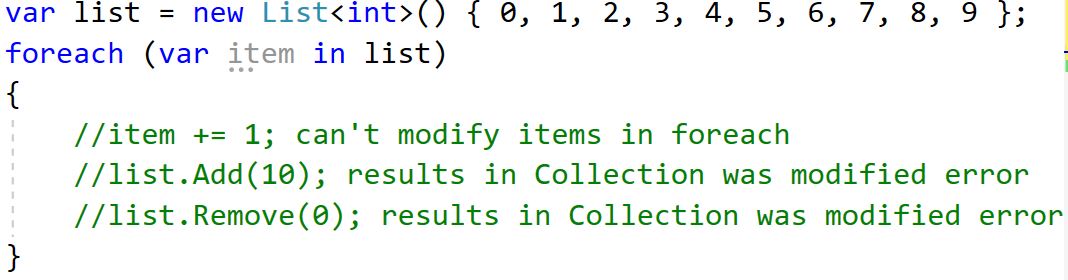 var list = new List<int>() { 0, 1, 2, 3, 4, 5, 6, 7, 8, 9 };
foreach (var item in list)
{
    //item += 1; can't modify items in foreach
    //list.Add(10); results in Collection was modified error
    //list.Remove(0); results in Collection was modified error
}